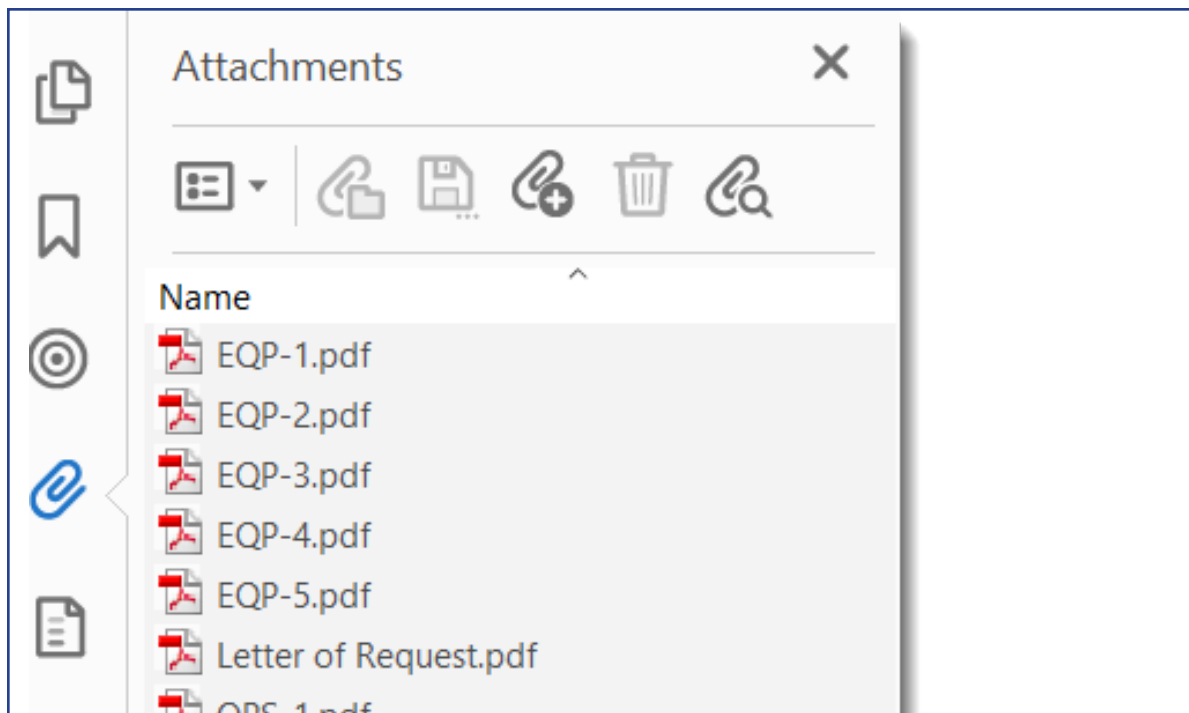 Attachments
Name
EQP-1.pdf
EQP-2.pdf
EQP-3.pdf
EQP-4.pdf
EQP-5.pdf
Letter of Request.pdf